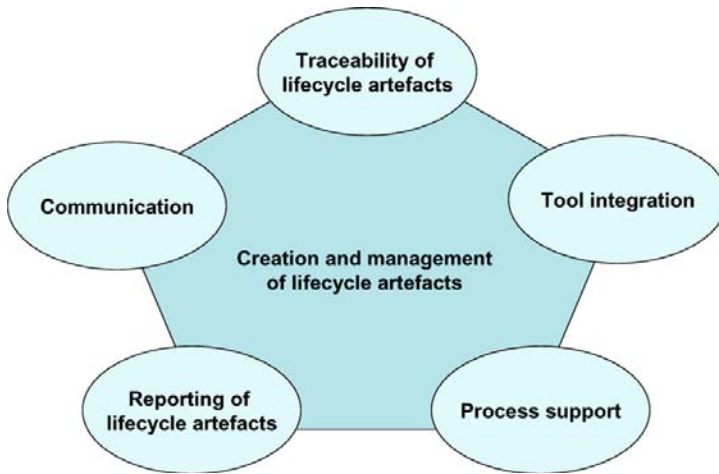 Traceability of
lifecycle artefacts
Communication
Tool integration
Creation and management
of lifecycle artefacts
Reporting of
lifecycle artefacts
Process support